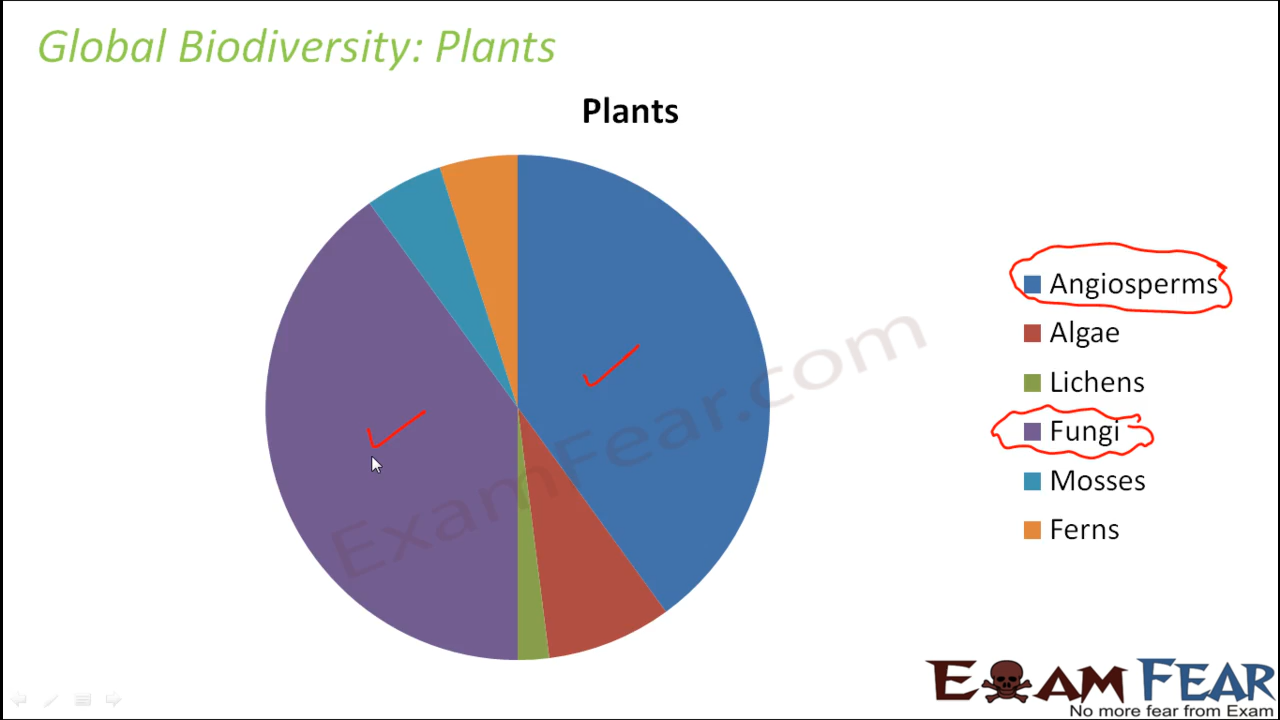 Global Biodiversity: Plants
Plants
Angiosperms
Algae
Lichens
Fungi
Mosses
Ferns
ExamFear.com
EXAM FEAR
No more fear from Exam